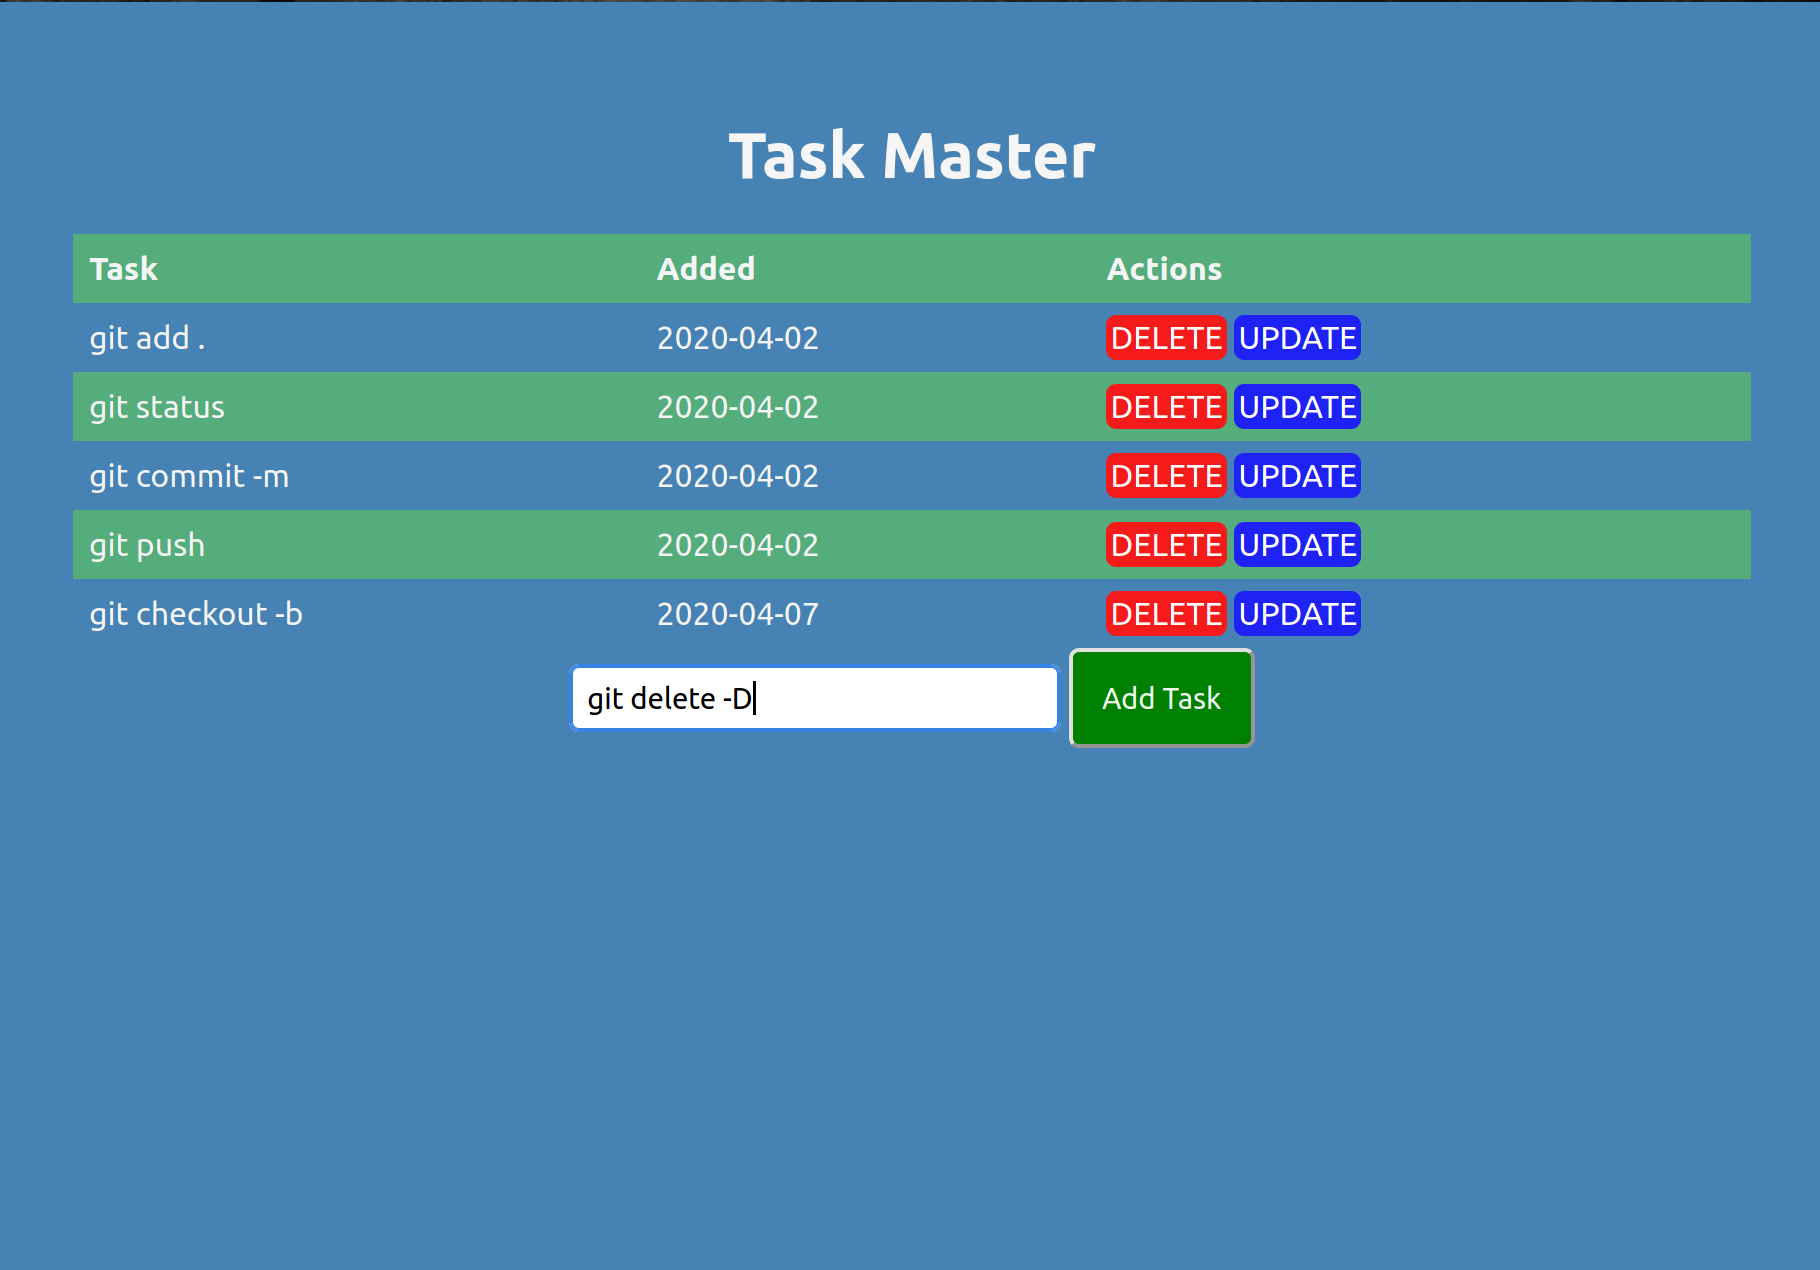 Task Master
Task Added Actions
git add . 2020-04-02 DELETE UPDATE
git status 2020-04-02 DELETE UPDATE
git commit -m 2020-04-02 DELETE UPDATE
git push 2020-04-02 DELETE UPDATE
git checkout -b 2020-04-07 DELETE UPDATE
git delete -D Add Task